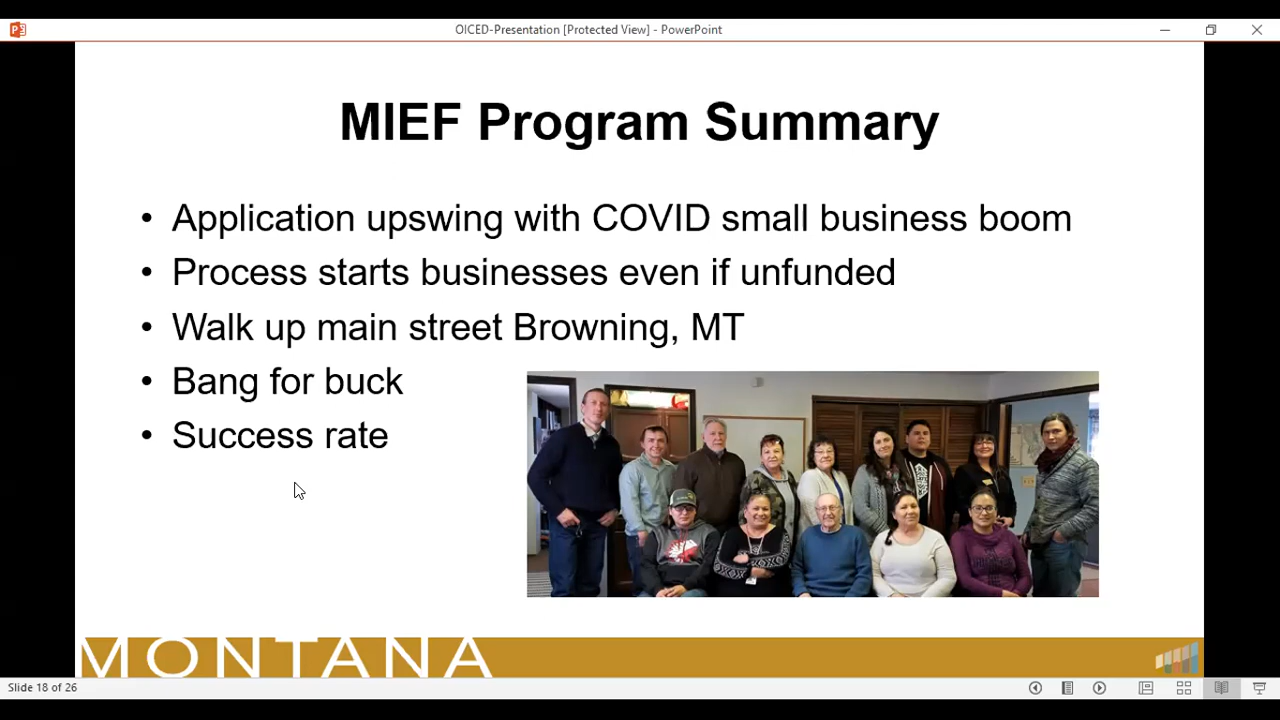 OICED-Presentation [Protected View] - PowerPoint
MIEF Program Summary
• Application upswing with COVID small business boom
• Process starts businesses even if unfunded
• Walk up main street Browning, MT
• Bang for buck
• Success rate
MONTANA
Slide 18 of 26